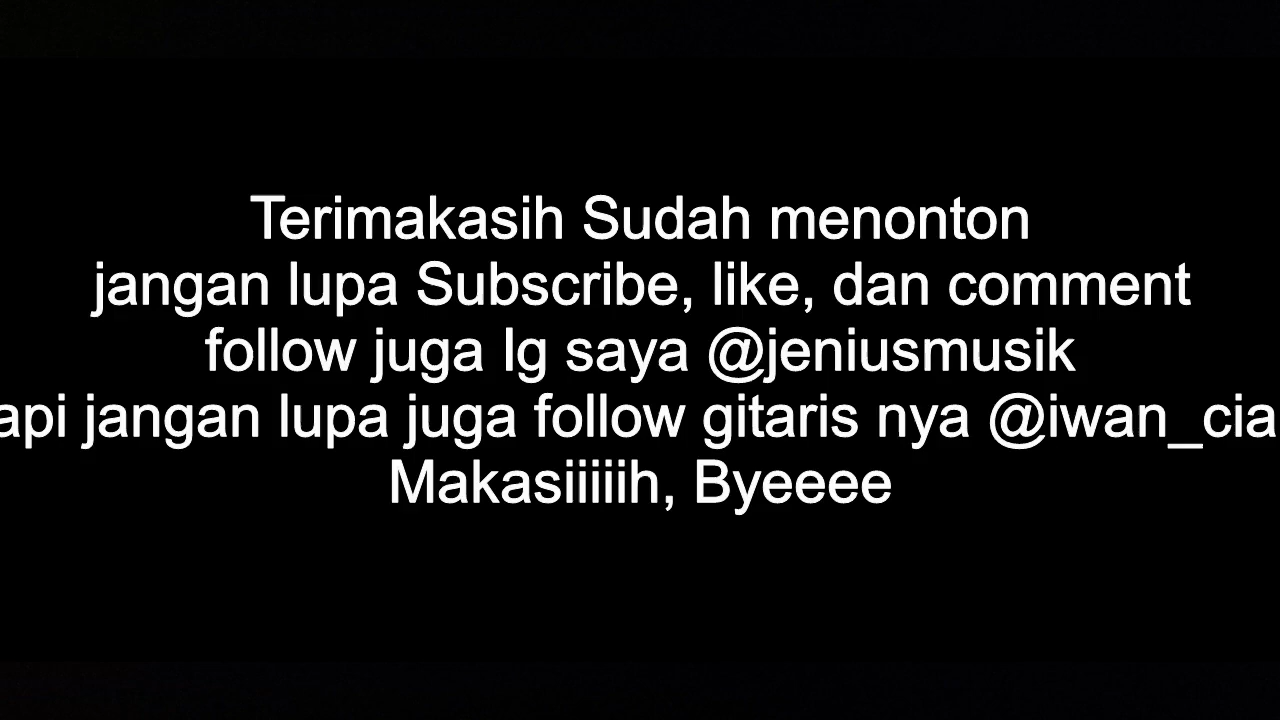 Terimakasih Sudah menonton
jangan lupa Subscribe, like, dan comment
follow juga Ig saya @jeniusmusik
api jangan lupa juga follow gitaris nya @iwan_cia
Makasiiiiiih, Byeeee